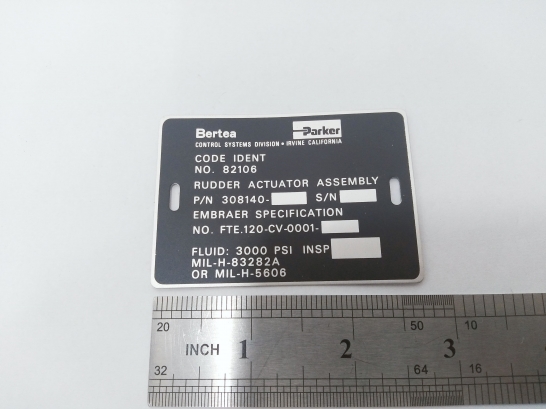 Bertea Parker
CONTROL SYSTEMS DIVISION • IRVINE CALIFORNIA
CODE IDENT
NO. 82106
RUDDER ACTUATOR ASSEMBLY
P/N 308140- S/N
EMBRAER SPECIFICATION
NO. FTE.120-CV-0001-
FLUID: 3000 PSI INSP
MIL-H-83282A
OR MIL-H-5606
20 50 10
INCH 1 2 3
32 64 16